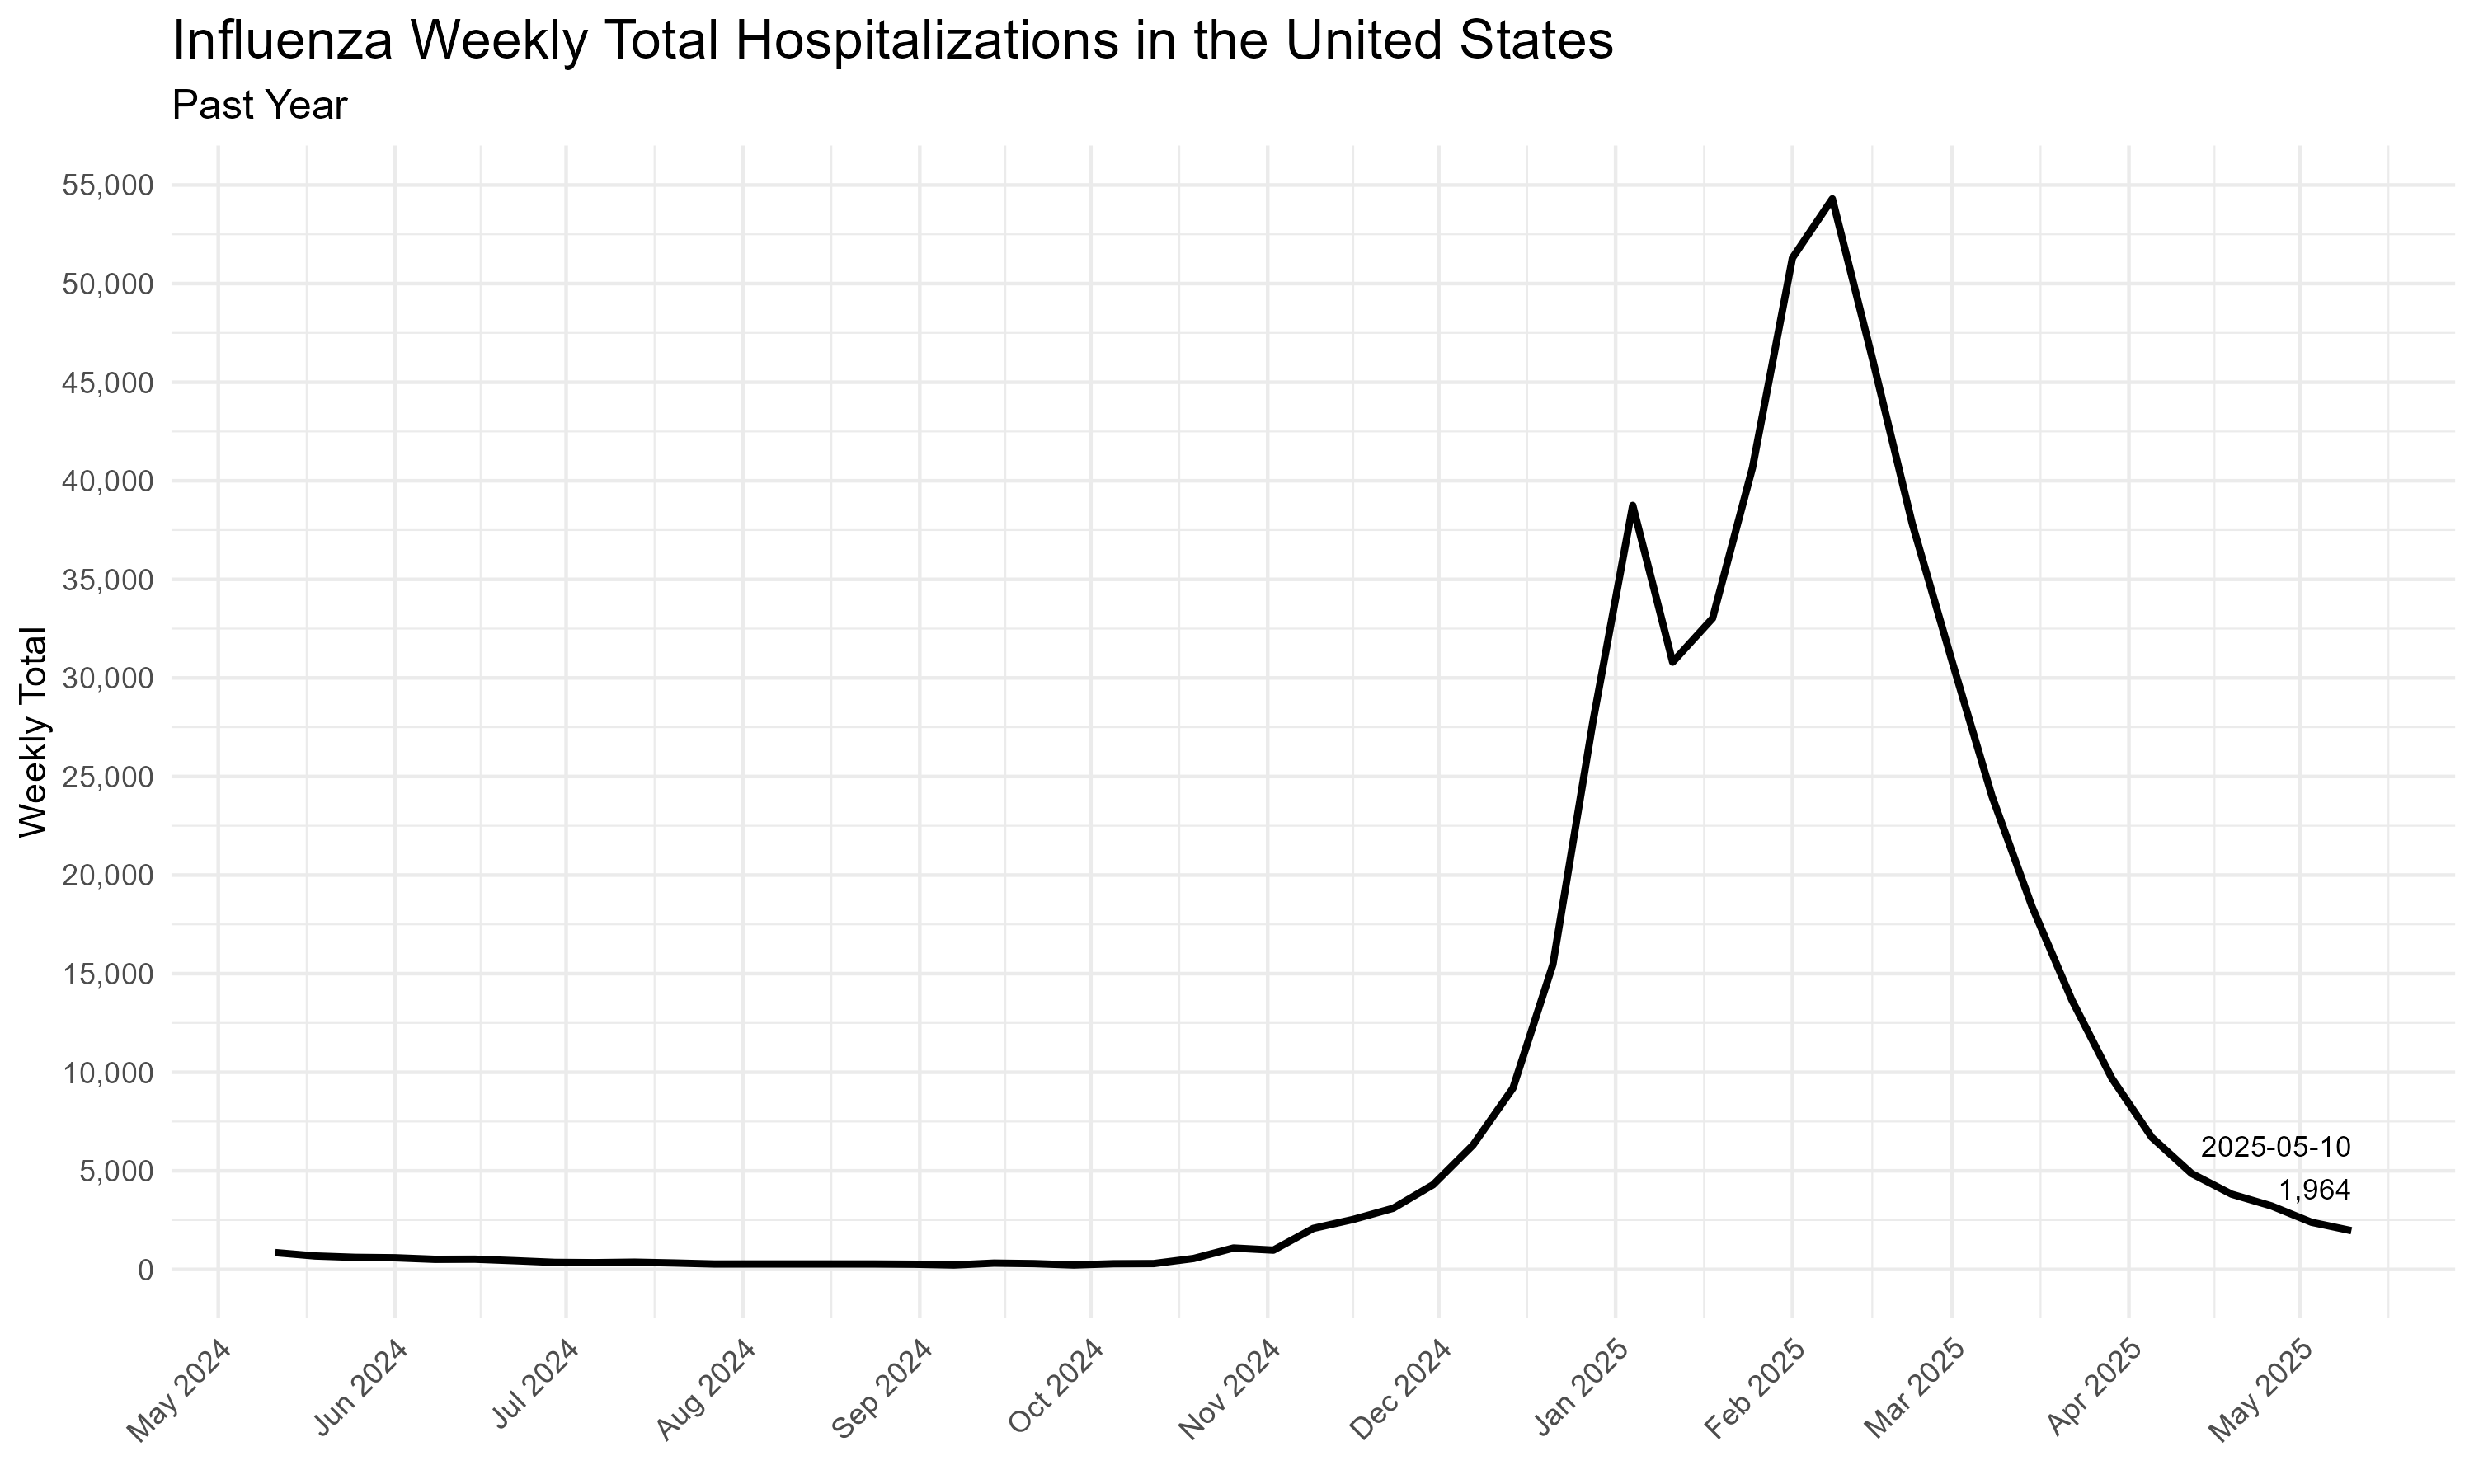 Influenza Weekly Total Hospitalizations in the United States
Past Year
Weekly Total
55,000
50,000
45,000
40,000
35,000
30,000
25,000
20,000
15,000
10,000
5,000
0
2025-05-10
1,964
May 2024
Jun 2024
Jul 2024
Aug 2024
Sep 2024
Oct 2024
Nov 2024
Dec 2024
Jan 2025
Feb 2025
Mar 2025
Apr 2025
May 2025